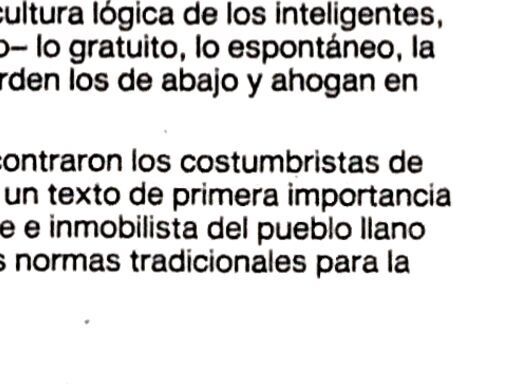 cultura lógica de los inteligentes,
o– lo gratuito, lo espontáneo, la
rden los de abajo y ahogan en
contraron los costumbristas de
un texto de primera importancia
e e inmobilista del pueblo llano
s normas tradicionales para la